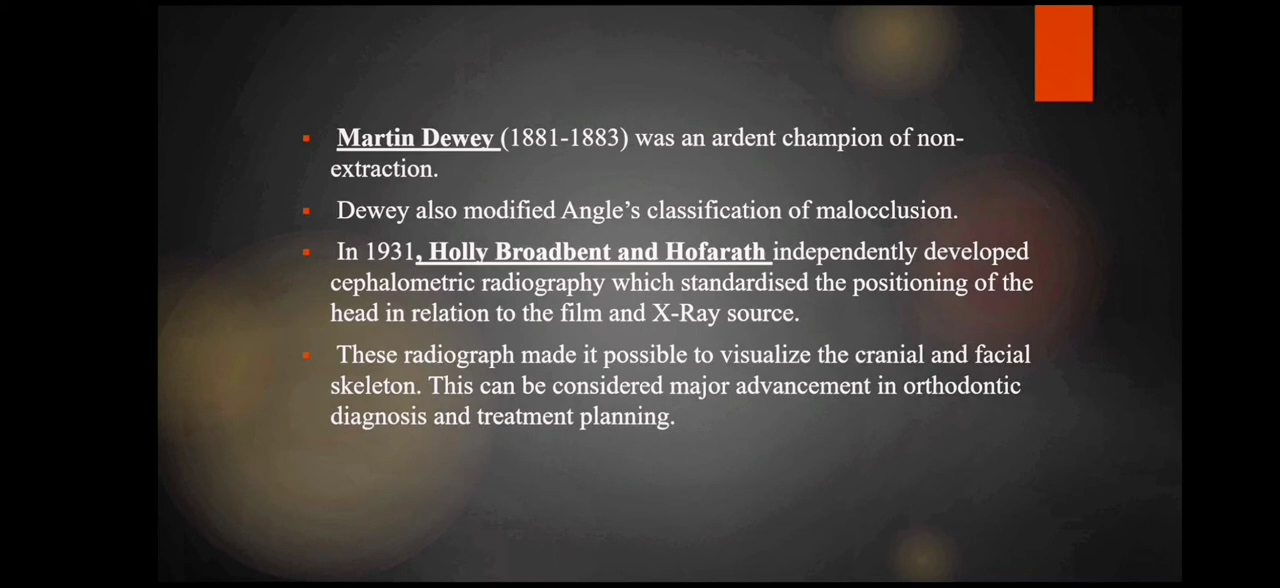 Martin Dewey (1881-1883) was an ardent champion of non-
extraction.
Dewey also modified Angle’s classification of malocclusion.
In 1931, Holly Broadbent and Hofarath independently developed
cephalometric radiography which standardised the positioning of the
head in relation to the film and X-Ray source.
These radiograph made it possible to visualize the cranial and facial
skeleton. This can be considered major advancement in orthodontic
diagnosis and treatment planning.